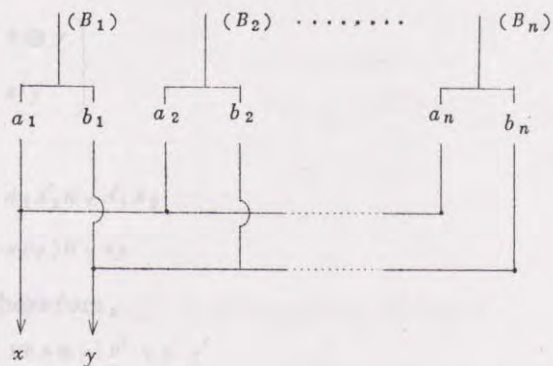 (B₁) (B₂) ········ (Bₙ)
a₁ b₁ a₂ b₂ aₙ bₙ
x y